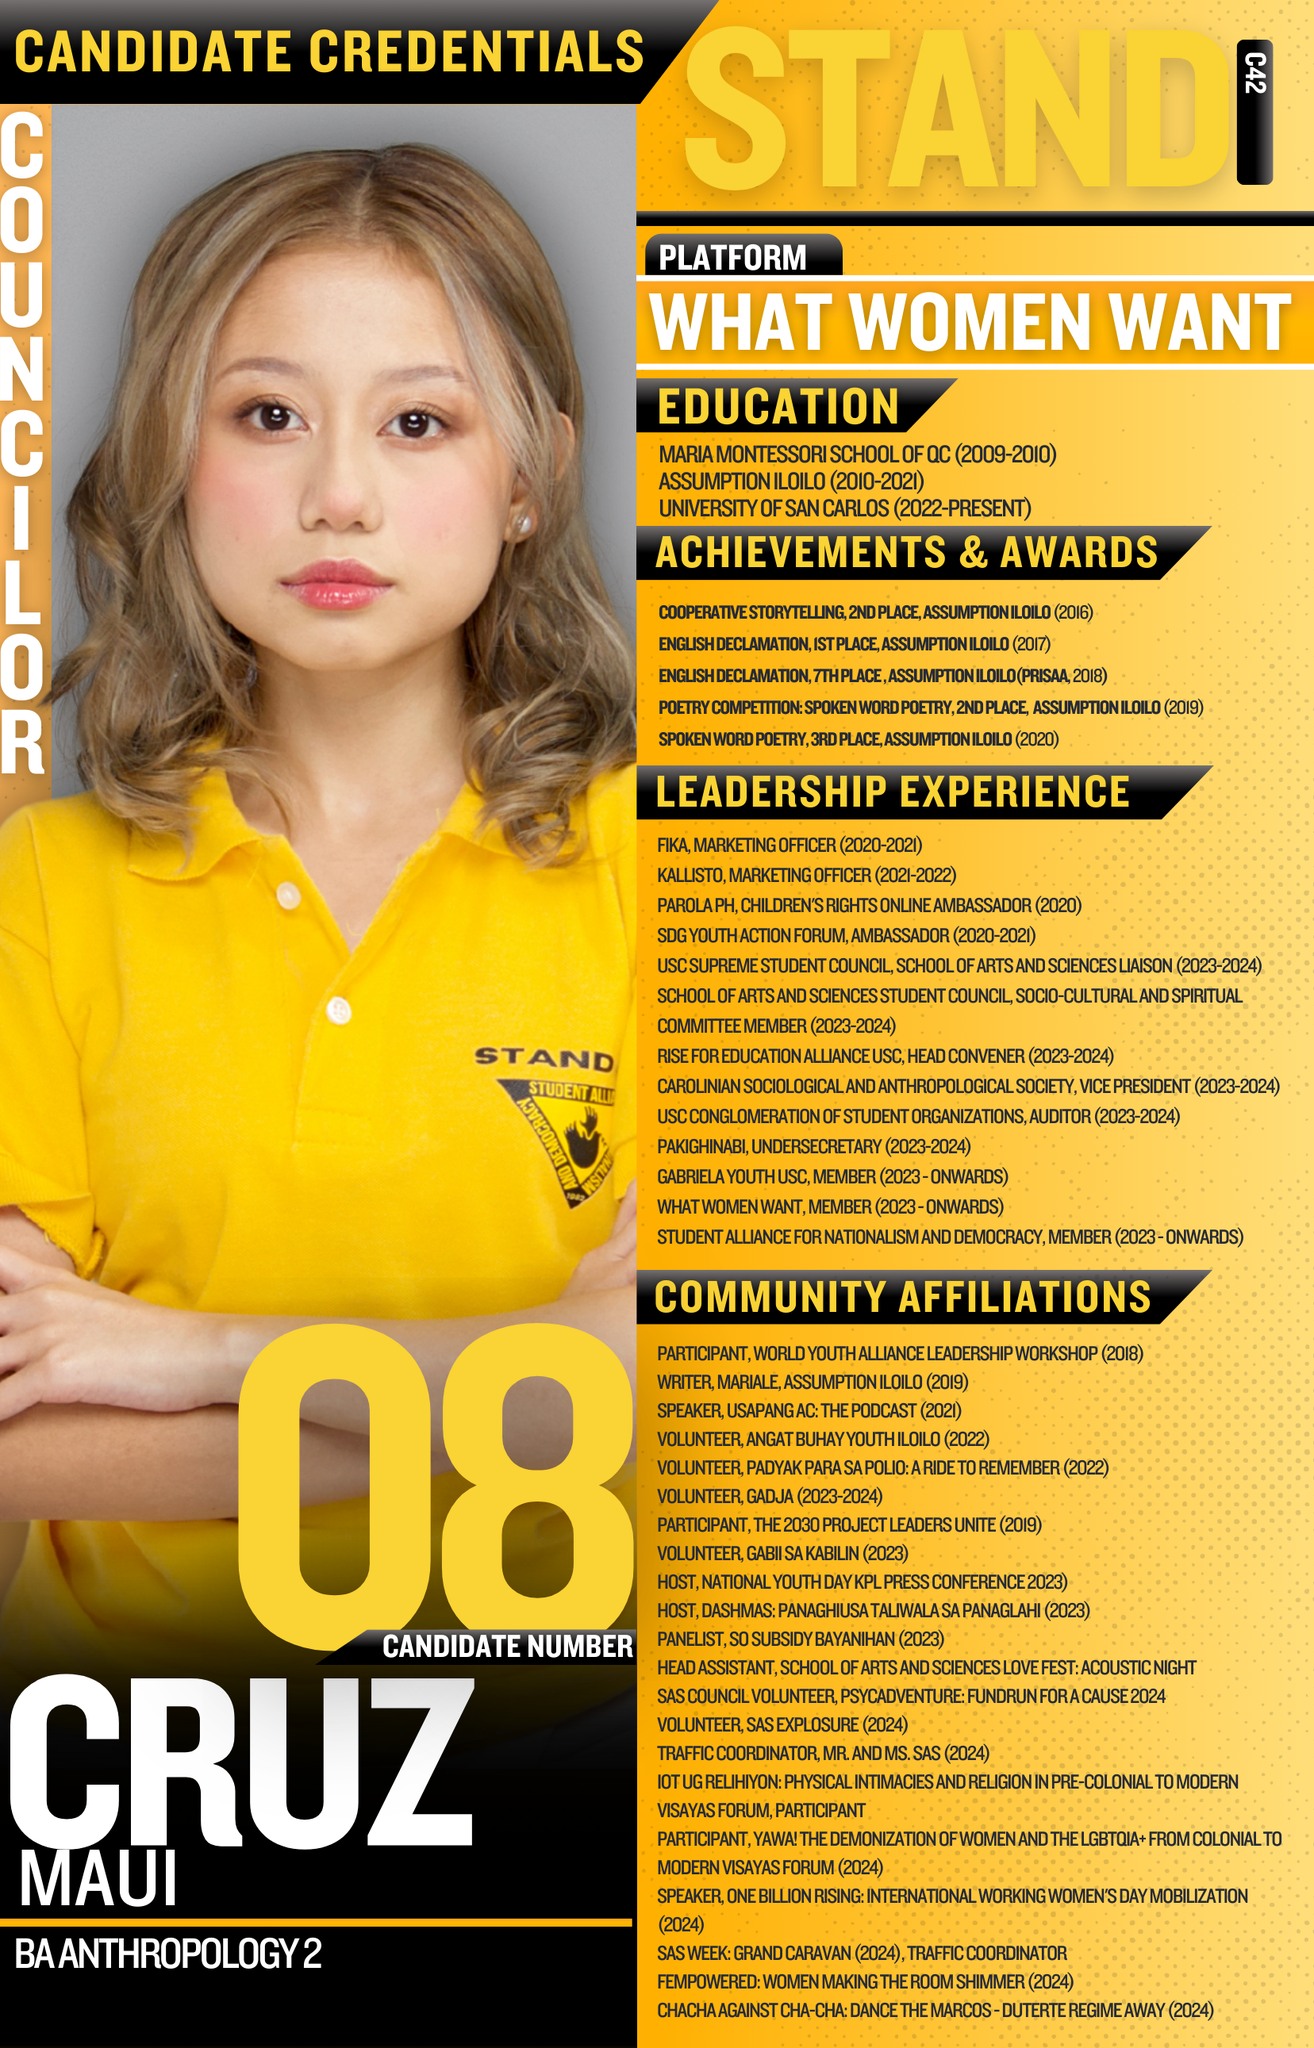 CANDIDATE CREDENTIALS
STAND
C42
COUNCILOR
PLATFORM
WHAT WOMEN WANT
EDUCATION
MARIA MONTESSORI SCHOOL OF QC (2009-2010)
ASSUMPTION ILOILO (2010-2021)
UNIVERSITY OF SAN CARLOS (2022-PRESENT)
ACHIEVEMENTS & AWARDS
COOPERATIVE STORYTELLING, 2ND PLACE, ASSUMPTION ILOILO (2016)
ENGLISH DECLAMATION, 1ST PLACE, ASSUMPTION ILOILO (2017)
ENGLISH DECLAMATION, 7TH PLACE, ASSUMPTION ILOILO (PRISAA, 2018)
POETRY COMPETITION: SPOKEN WORD POETRY, 2ND PLACE, ASSUMPTION ILOILO (2019)
SPOKEN WORD POETRY, 3RD PLACE, ASSUMPTION ILOILO (2020)
LEADERSHIP EXPERIENCE
FIKA, MARKETING OFFICER (2020-2021)
KALLISTO, MARKETING OFFICER (2021-2022)
PAROLA PH, CHILDREN'S RIGHTS ONLINE AMBASSADOR (2020)
SDG YOUTH ACTION FORUM, AMBASSADOR (2020-2021)
USC SUPREME STUDENT COUNCIL, SCHOOL OF ARTS AND SCIENCES LIAISON (2023-2024)
SCHOOL OF ARTS AND SCIENCES STUDENT COUNCIL, SOCIO-CULTURAL AND SPIRITUAL
COMMITTEE MEMBER (2023-2024)
RISE FOR EDUCATION ALLIANCE USC, HEAD CONVENER (2023-2024)
CAROLINIAN SOCIOLOGICAL AND ANTHROPOLOGICAL SOCIETY, VICE PRESIDENT (2023-2024)
USC CONGLOMERATION OF STUDENT ORGANIZATIONS, AUDITOR (2023-2024)
PAKIGHINABI, UNDERSECRETARY (2023-2024)
GABRIELA YOUTH USC, MEMBER (2023 - ONWARDS)
WHAT WOMEN WANT, MEMBER (2023 - ONWARDS)
STUDENT ALLIANCE FOR NATIONALISM AND DEMOCRACY, MEMBER (2023 - ONWARDS)
COMMUNITY AFFILIATIONS
PARTICIPANT, WORLD YOUTH ALLIANCE LEADERSHIP WORKSHOP (2018)
WRITER, MARIALE, ASSUMPTION ILOILO (2019)
SPEAKER, USAPANG AC: THE PODCAST (2021)
VOLUNTEER, ANGAT BUHAY YOUTH ILOILO (2022)
VOLUNTEER, PADYAK PARA SA POLIO: A RIDE TO REMEMBER (2022)
VOLUNTEER, GADJA (2023-2024)
PARTICIPANT, THE 2030 PROJECT LEADERS UNITE (2019)
VOLUNTEER, GABII SA KABILIN (2023)
HOST, NATIONAL YOUTH DAY KPL PRESS CONFERENCE 2023)
HOST, DASHMAS: PANAGHIUSA TALIWALA SA PANAGLAHI (2023)
PANELIST, SO SUBSIDY BAYANIHAN (2023)
HEAD ASSISTANT, SCHOOL OF ARTS AND SCIENCES LOVE FEST: ACOUSTIC NIGHT
SAS COUNCIL VOLUNTEER, PSYCADVENTURE: FUNDRUN FOR A CAUSE 2024
VOLUNTEER, SAS EXPLOSURE (2024)
TRAFFIC COORDINATOR, MR. AND MS. SAS (2024)
IOT UG RELIHIYON: PHYSICAL INTIMACIES AND RELIGION IN PRE-COLONIAL TO MODERN
VISAYAS FORUM, PARTICIPANT
PARTICIPANT, YAWA! THE DEMONIZATION OF WOMEN AND THE LGBTQIA+ FROM COLONIAL TO
MODERN VISAYAS FORUM (2024)
SPEAKER, ONE BILLION RISING: INTERNATIONAL WORKING WOMEN'S DAY MOBILIZATION
(2024)
SAS WEEK: GRAND CARAVAN (2024), TRAFFIC COORDINATOR
FEMPOWERED: WOMEN MAKING THE ROOM SHIMMER (2024)
CHACHA AGAINST CHA-CHA: DANCE THE MARCOS - DUTERTE REGIME AWAY (2024)
STAND
STUDENT
AND DEMOCRACY
08
CANDIDATE NUMBER
CRUZ
MAUI
BA ANTHROPOLOGY 2